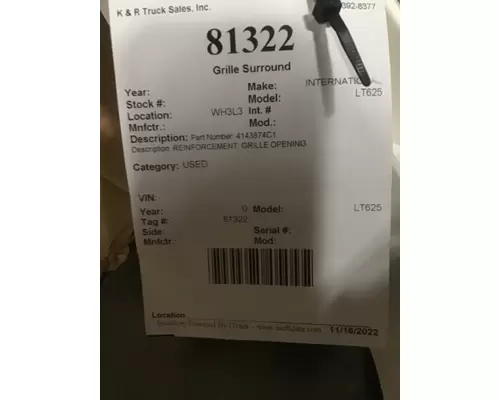 K & R Truck Sales, Inc.
392-8377
81322
Grille Surround
Year: Make: INTERNATIONAL
Stock #: Model: LT625
Location: WH3L3 Int. #
Mnfctr.: Mod.:
Description: Part Number: 4143874C1
Description: REINFORCEMENT: GRILLE OPENING
Category: USED
VIN:
Year: 0 Model: LT625
Tag #: 81322
Side: Serial #:
Mnfctr: Mod:
Location
11/16/2022